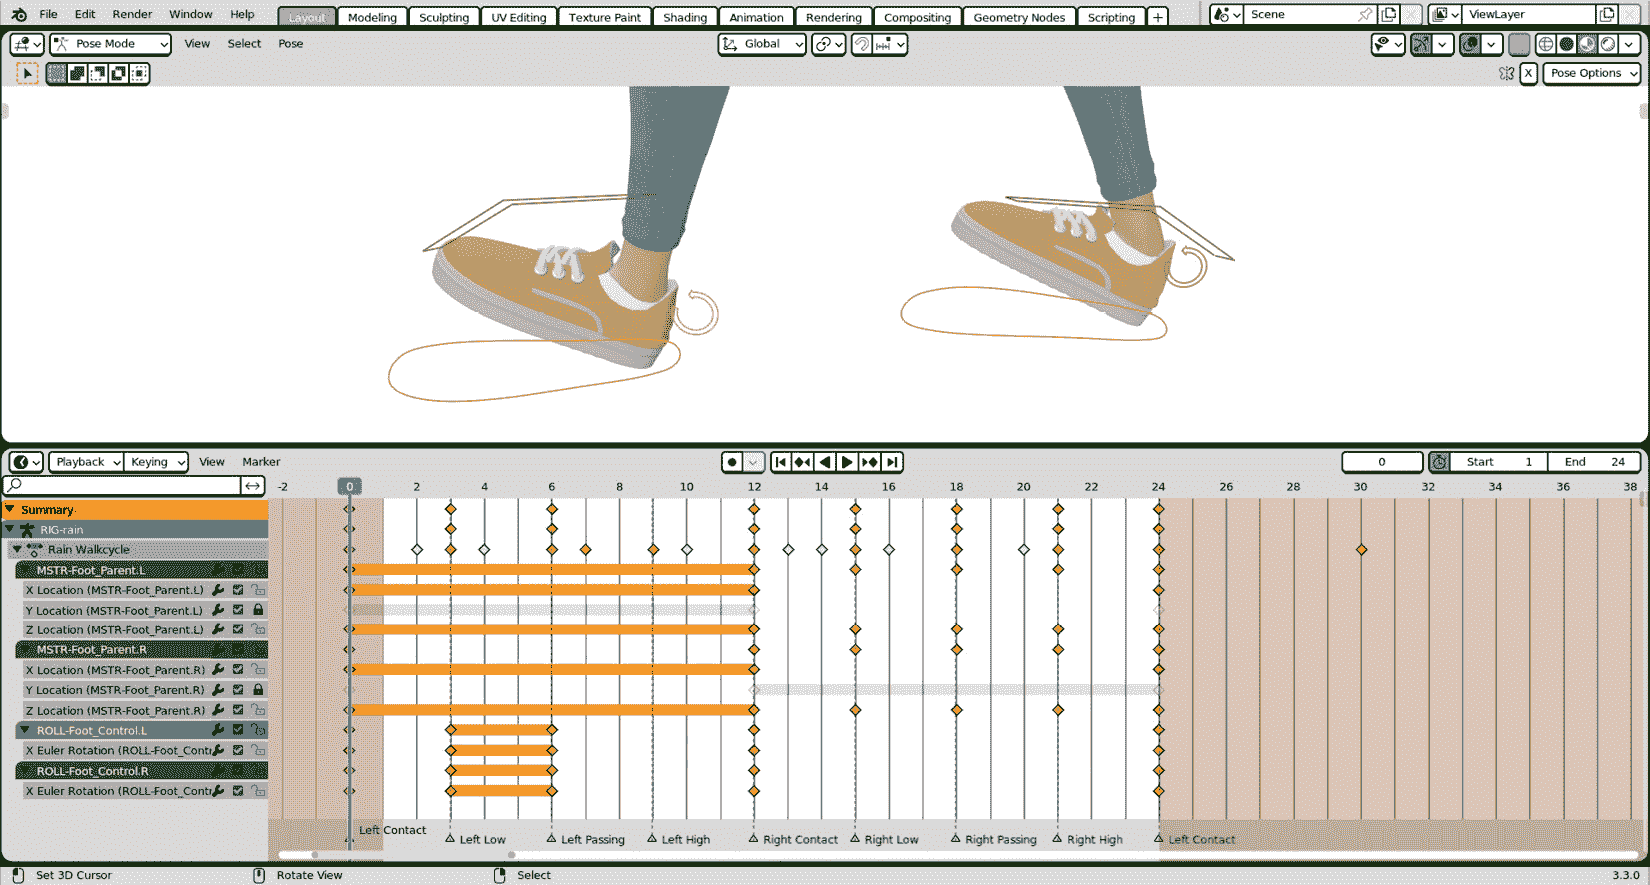 File Edit Render Window Help Layout Modeling Sculpting UV Editing Texture Paint Shading Animation Rendering Compositing Geometry Nodes Scripting + Scene ViewLayer
Pose Mode View Select Pose Global
X Pose Options
Playback Keying View Marker 0 Start 1 End 24
-2 0 2 4 6 8 10 12 14 16 18 20 22 24 26 28 30 32 34 36 38
Summary
RIG-rain
Rain Walkcycle
MSTR-Foot_Parent.L
X Location (MSTR-Foot_Parent.L)
Y Location (MSTR-Foot_Parent.L)
Z Location (MSTR-Foot_Parent.L)
MSTR-Foot_Parent.R
X Location (MSTR-Foot_Parent.R)
Y Location (MSTR-Foot_Parent.R)
Z Location (MSTR-Foot_Parent.R)
ROLL-Foot_Control.L
X Euler Rotation (ROLL-Foot_Contr
ROLL-Foot_Control.R
X Euler Rotation (ROLL-Foot_Contr
Left Contact
Left Low Left Passing Left High Right Contact Right Low Right Passing Right High Left Contact
Set 3D Cursor Rotate View Select 3.3.0